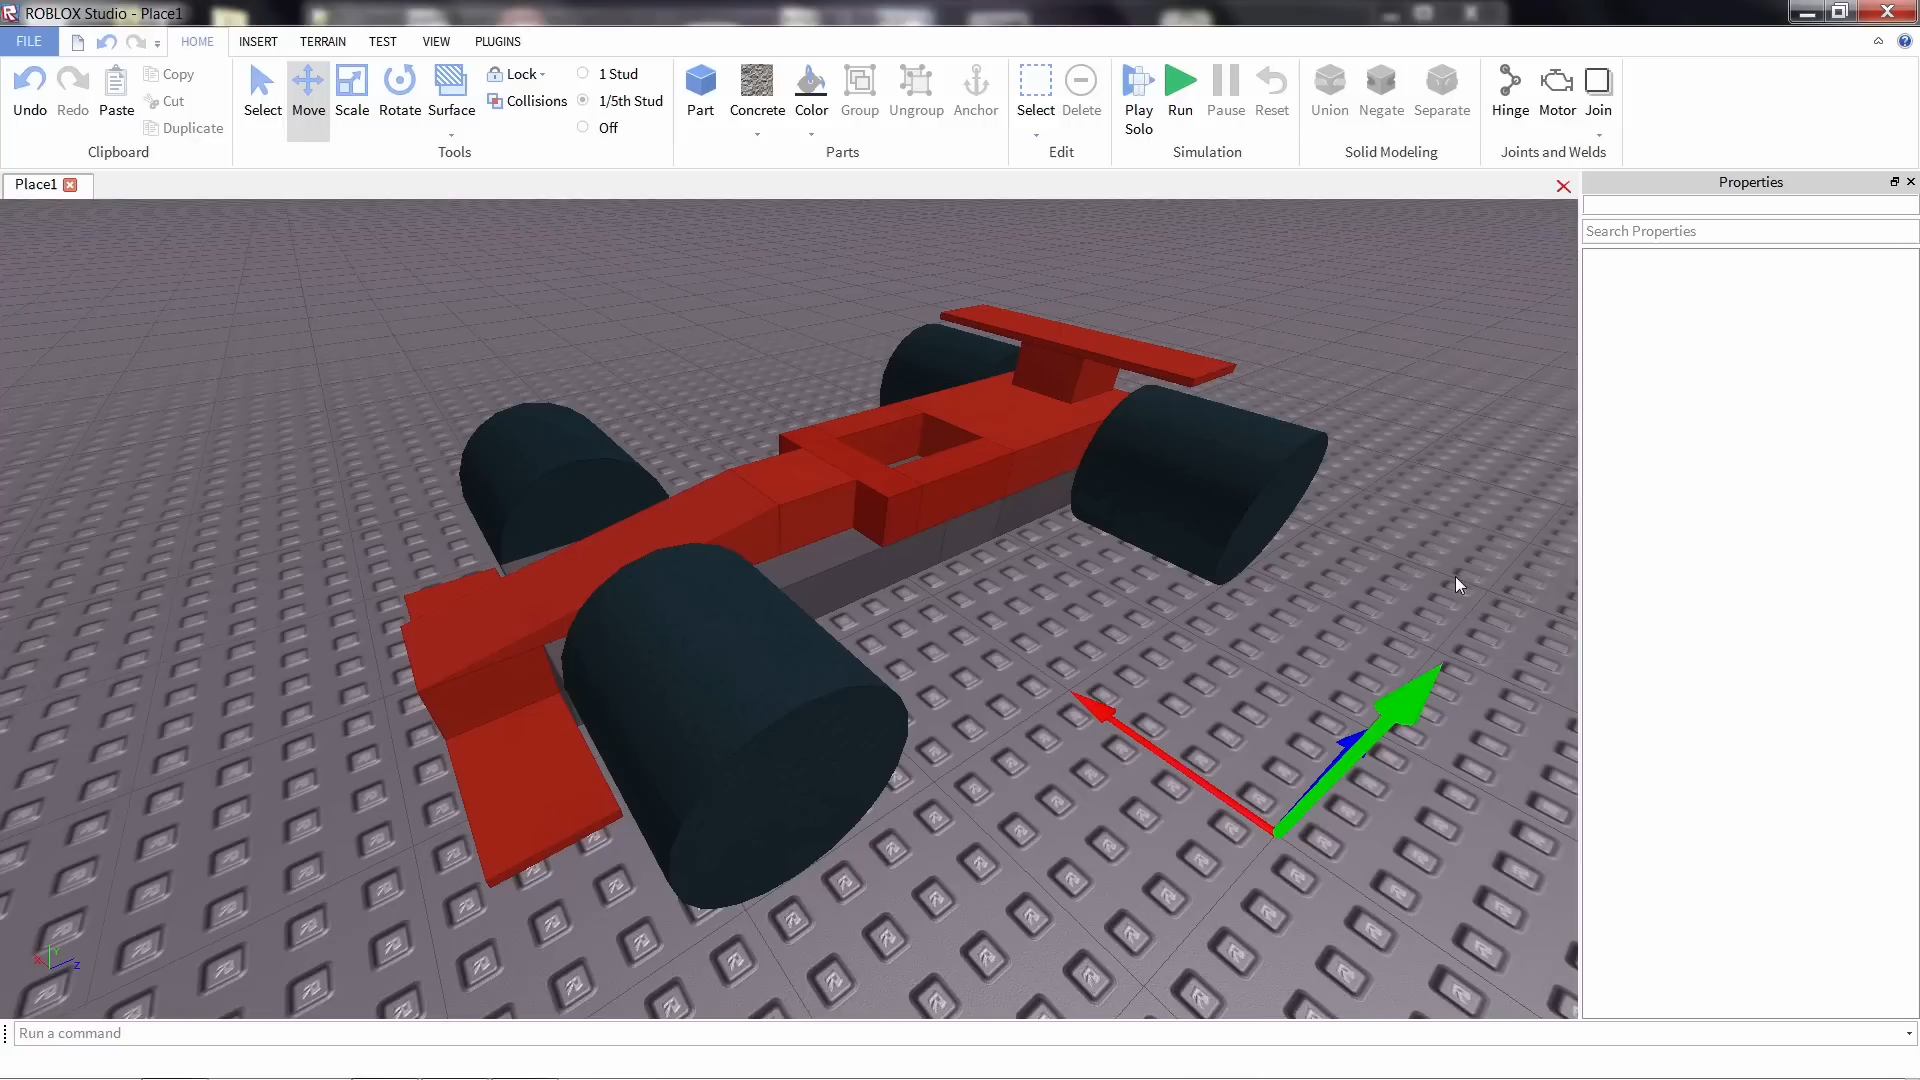 ROBLOX Studio - Place1
FILE HOME INSERT TERRAIN TEST VIEW PLUGINS
Undo Redo Paste Copy Cut Duplicate
Clipboard
Select Move Scale Rotate Surface Lock Collisions 1 Stud 1/5th Stud Off
Tools
Part Concrete Color Group Ungroup Anchor
Parts
Select Delete
Edit
Play Solo Run Pause Reset
Simulation
Union Negate Separate
Solid Modeling
Hinge Motor Join
Joints and Welds
Place1
Properties
Search Properties
X Y Z
Run a command